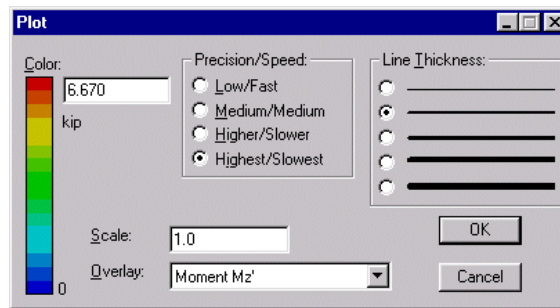 Plot
Color:
6.670
kip
0
Precision/Speed:
Low/Fast
Medium/Medium
Higher/Slower
Highest/Slowest
Line Thickness:
Scale:
1.0
Overlay:
Moment Mz'
OK
Cancel